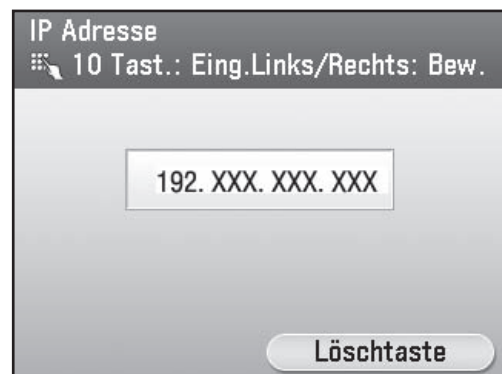 IP Adresse
10 Tast.: Eing.Links/Rechts: Bew.
192. XXX. XXX. XXX
Löschtaste